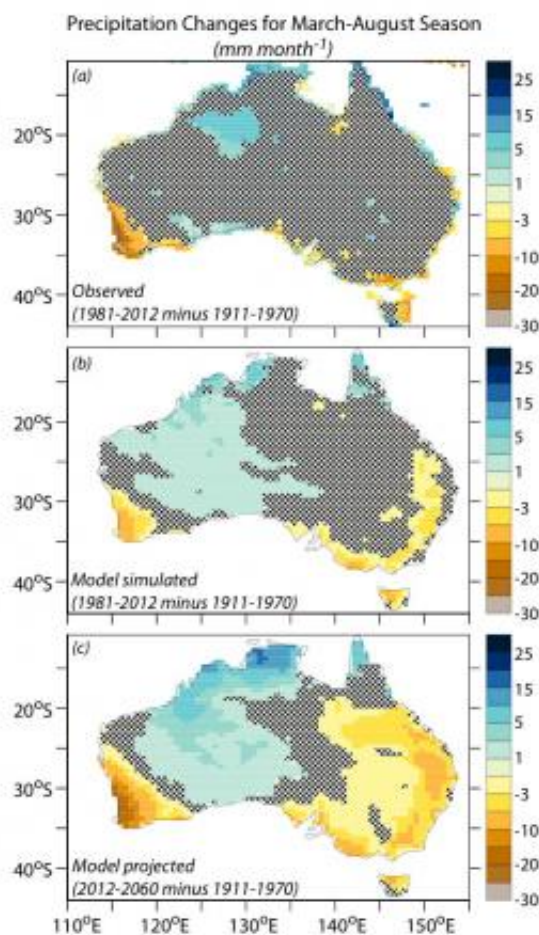 Precipitation Changes for March-August Season
(mm month⁻¹)
(a)
20°S
30°S
40°S
Observed
(1981-2012 minus 1911-1970)
25
15
5
1
-3
-10
-20
-30
(b)
20°S
30°S
40°S
Model simulated
(1981-2012 minus 1911-1970)
25
15
5
1
-3
-10
-20
-30
(c)
20°S
30°S
40°S
Model projected
(2012-2060 minus 1911-1970)
25
15
5
1
-3
-10
-20
-30
110°E 120°E 130°E 140°E 150°E